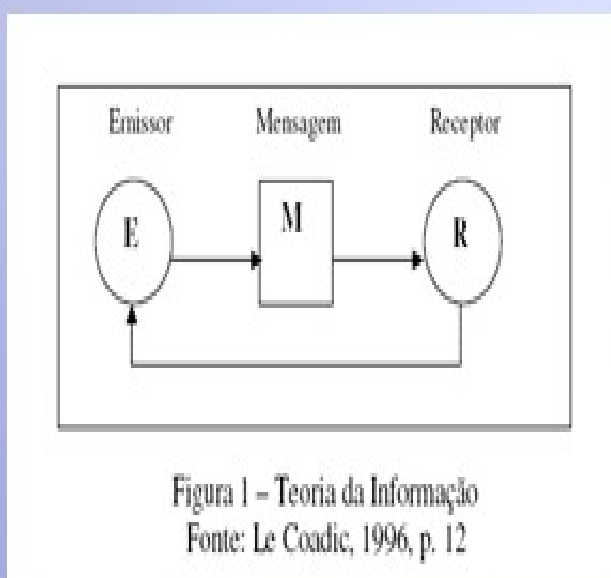 Emissor Mensagem Receptor
E M R
Figura 1 – Teoria da Informação
Fonte: Le Coadic, 1996, p. 12